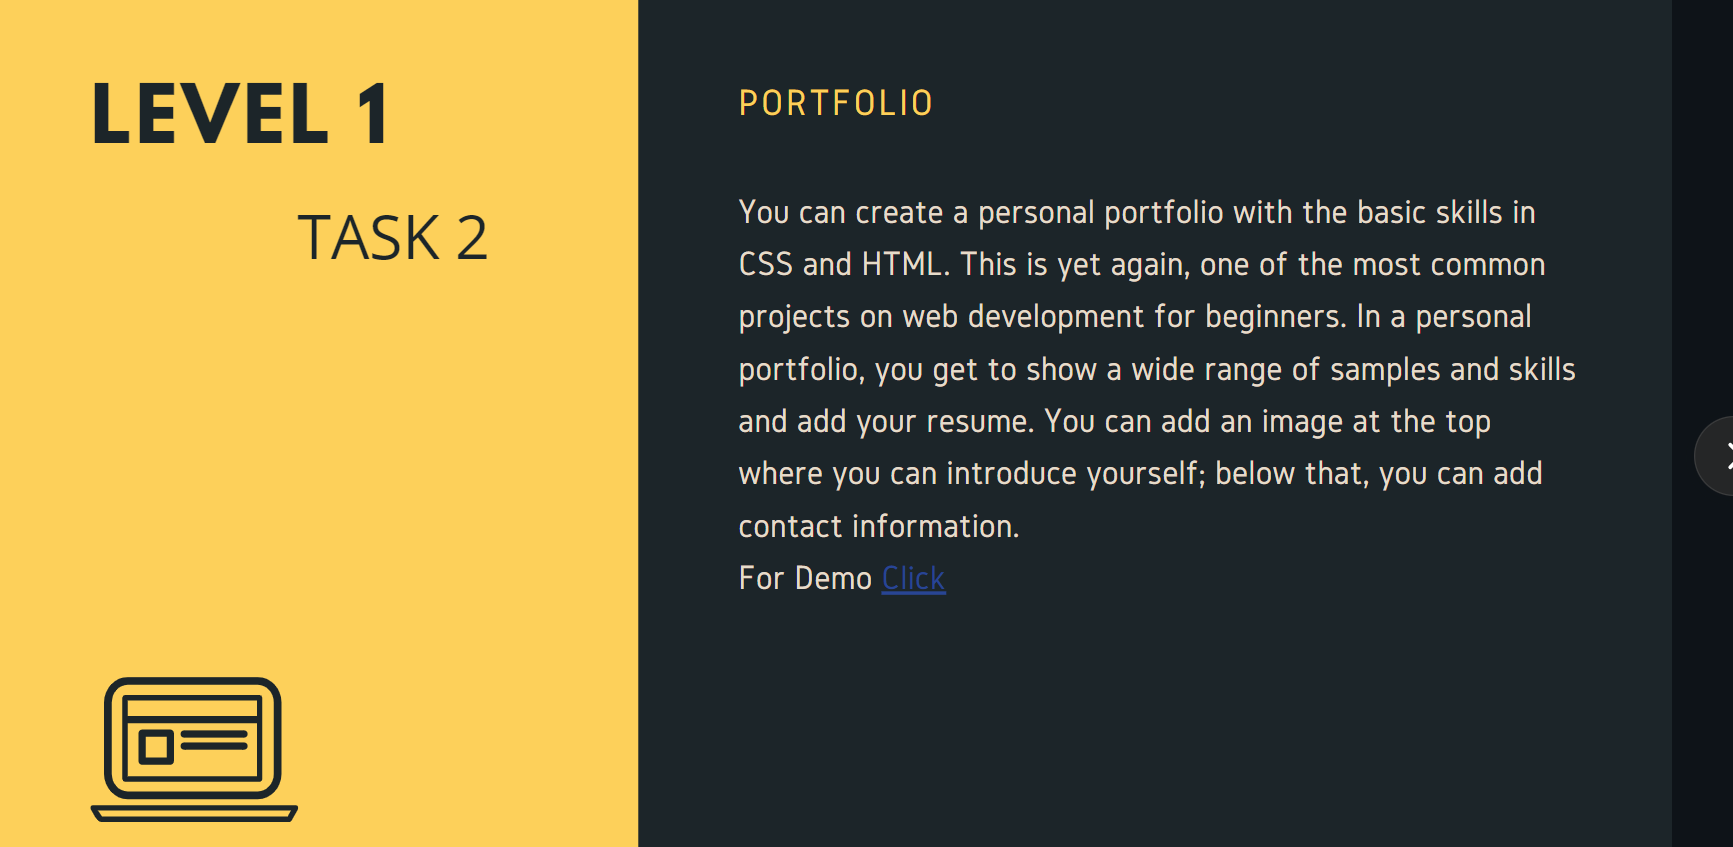 LEVEL 1
TASK 2
PORTFOLIO
You can create a personal portfolio with the basic skills in
CSS and HTML. This is yet again, one of the most common
projects on web development for beginners. In a personal
portfolio, you get to show a wide range of samples and skills
and add your resume. You can add an image at the top
where you can introduce yourself; below that, you can add
contact information.
For Demo Click